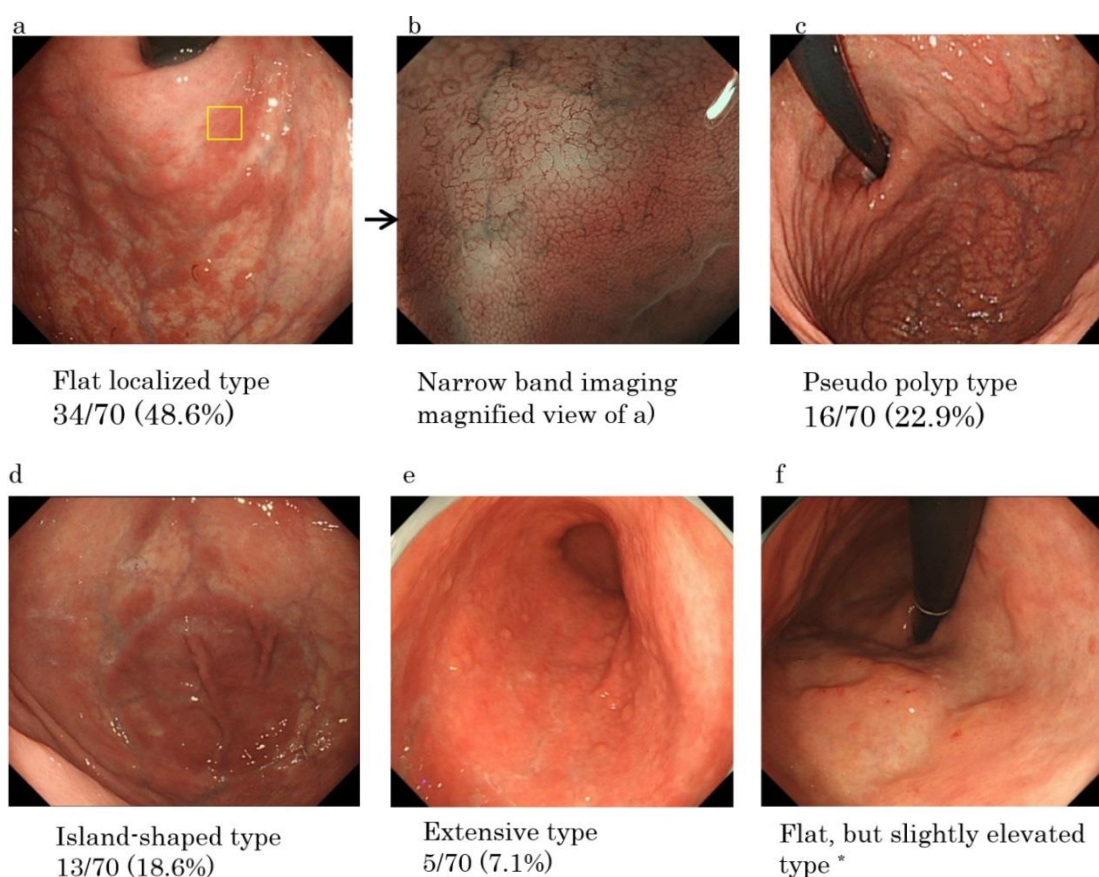 a
b
c
Flat localized type
34/70 (48.6%)
Narrow band imaging
magnified view of a)
Pseudo polyp type
16/70 (22.9%)
d
e
f
Island-shaped type
13/70 (18.6%)
Extensive type
5/70 (7.1%)
Flat, but slightly elevated
type *